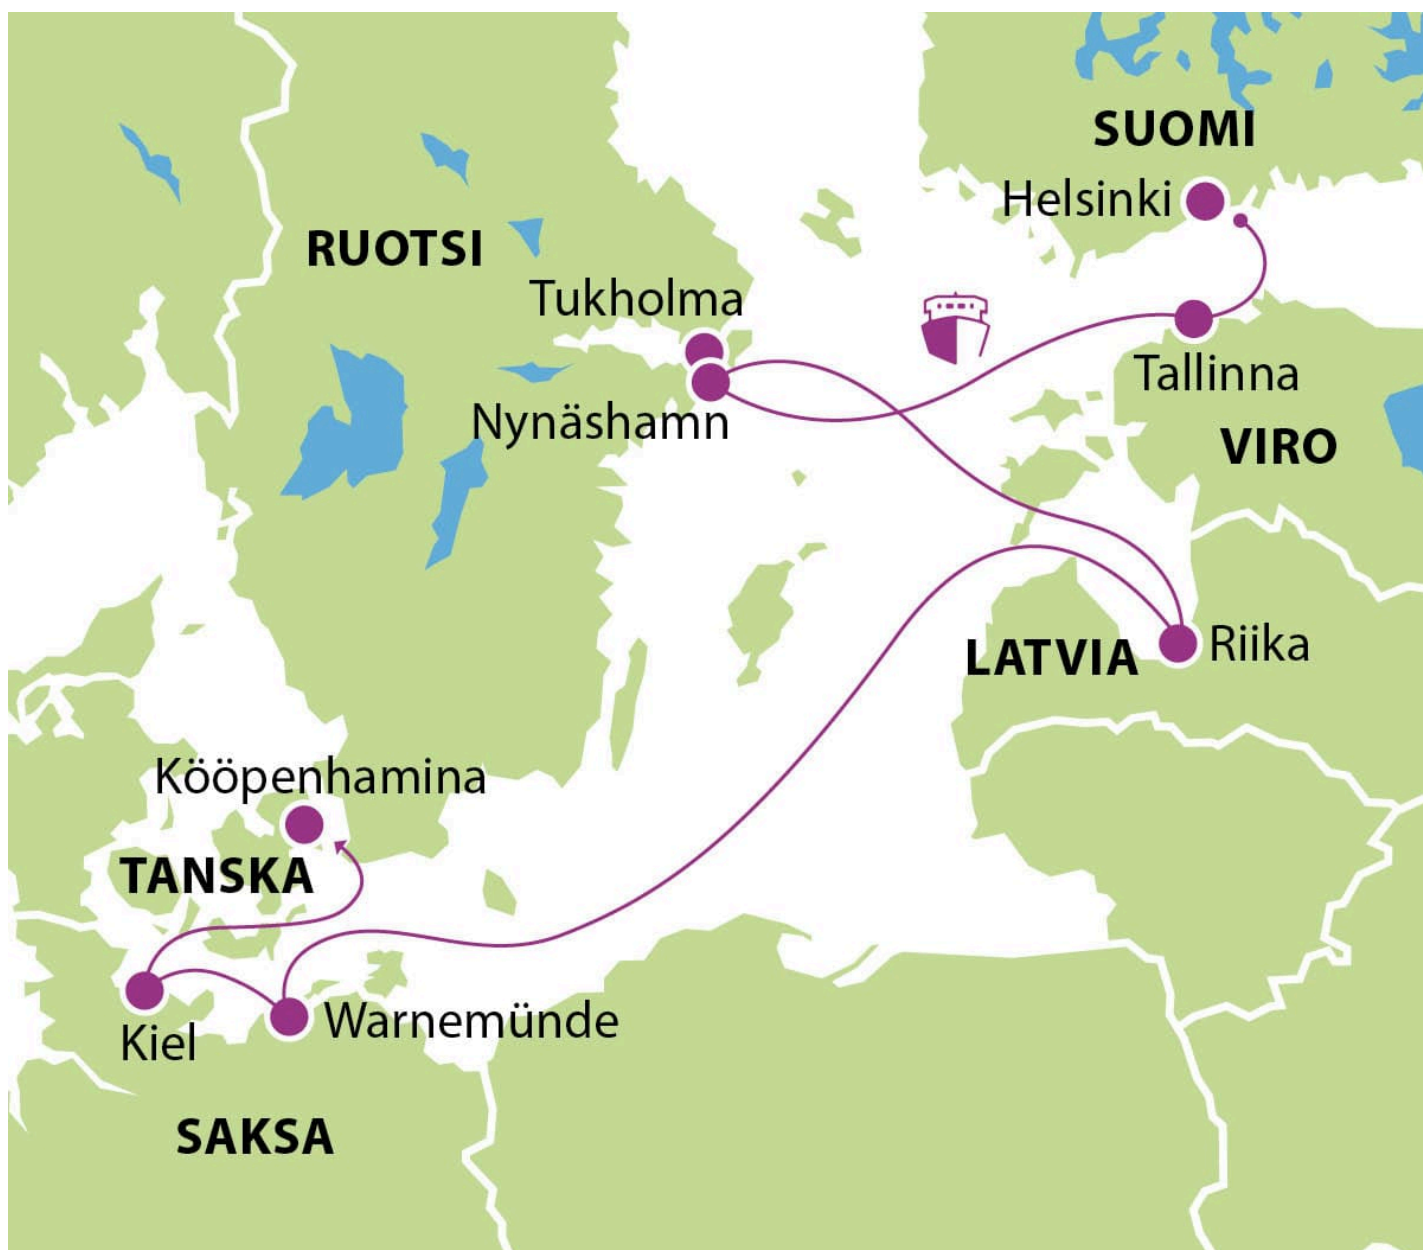 SUOMI
Helsinki
RUOTSI
Tukholma
Tallinna
Nynäshamn
VIRO
LATVIA
Riika
Kööpenhamina
TANSKA
Warnemünde
Kiel
SAKSA